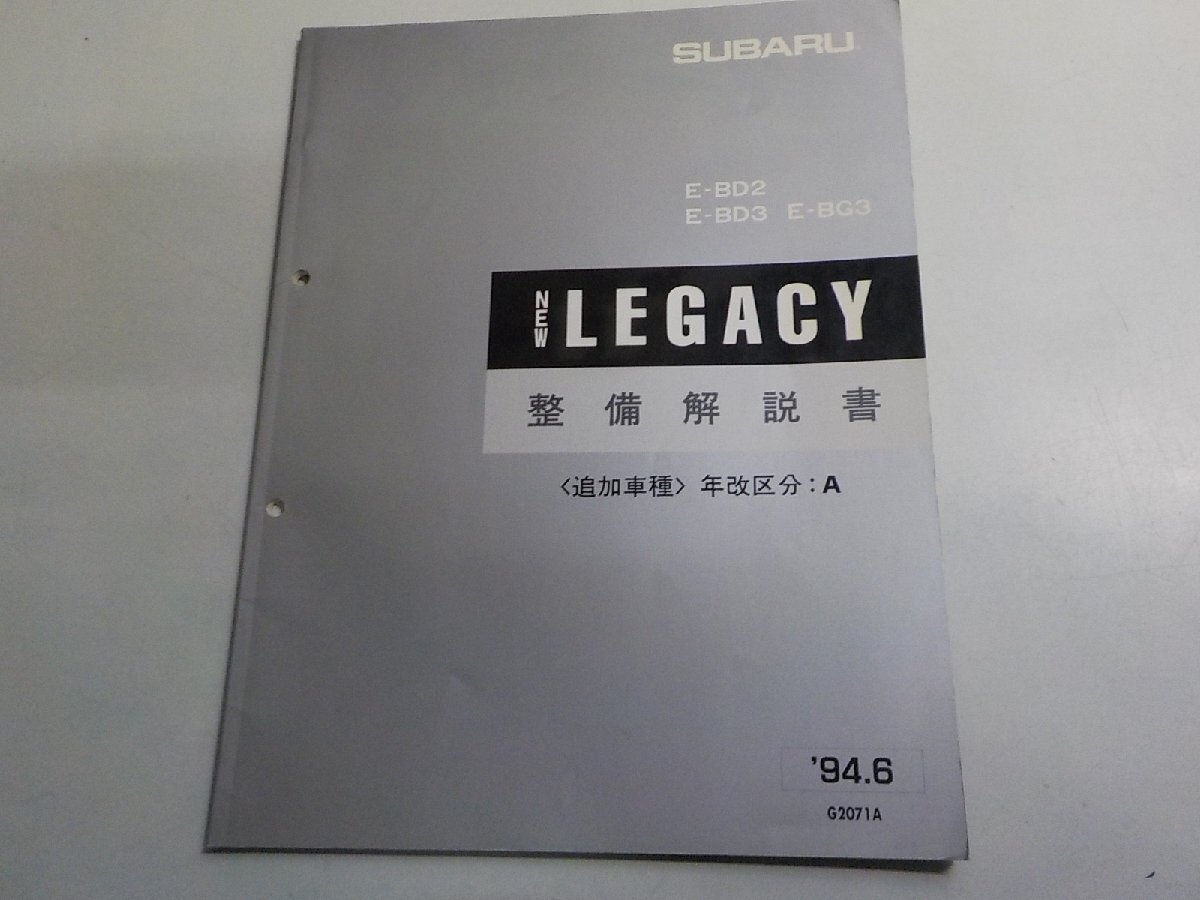 SUBARU
E-BD2
E-BD3 E-BG3
NEW LEGACY
整備解説書
〈追加車種〉年改区分:A
'94.6
G2071A